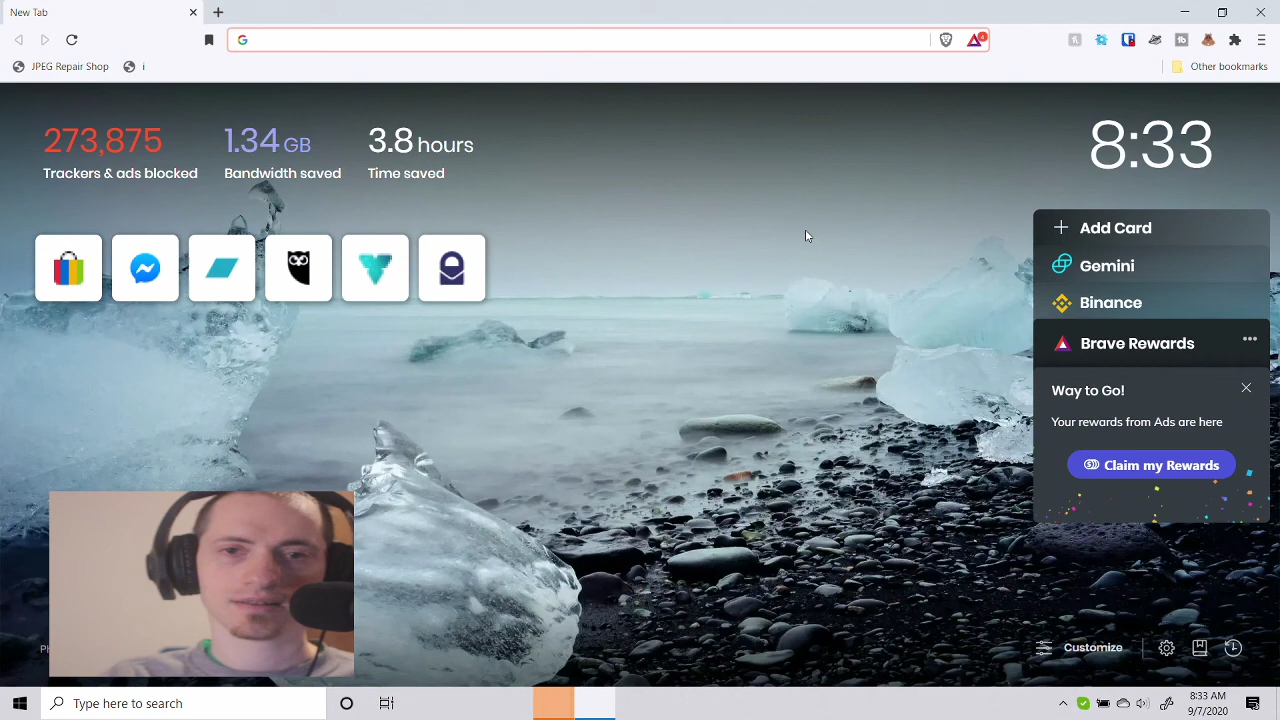 New Tab
4
JPEG Repair Shop
i
Other bookmarks
273,875
Trackers & ads blocked
1.34 GB
Bandwidth saved
3.8 hours
Time saved
8:33
Add Card
Gemini
Binance
Brave Rewards
Way to Go!
Your rewards from Ads are here
Claim my Rewards
Ph
Customize
Type here to search
8:33 AM
9/7/2020